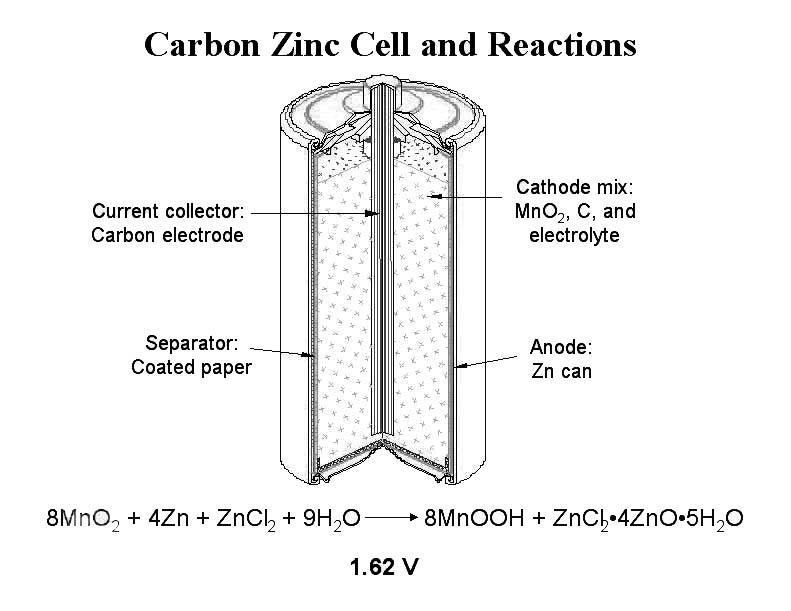 Carbon Zinc Cell and Reactions
Current collector:
Carbon electrode
Cathode mix:
MnO₂, C, and
electrolyte
Separator:
Coated paper
Anode:
Zn can
8MnO₂ + 4Zn + ZnCl₂ + 9H₂O → 8MnOOH + ZnCl₂•4ZnO•5H₂O
1.62 V